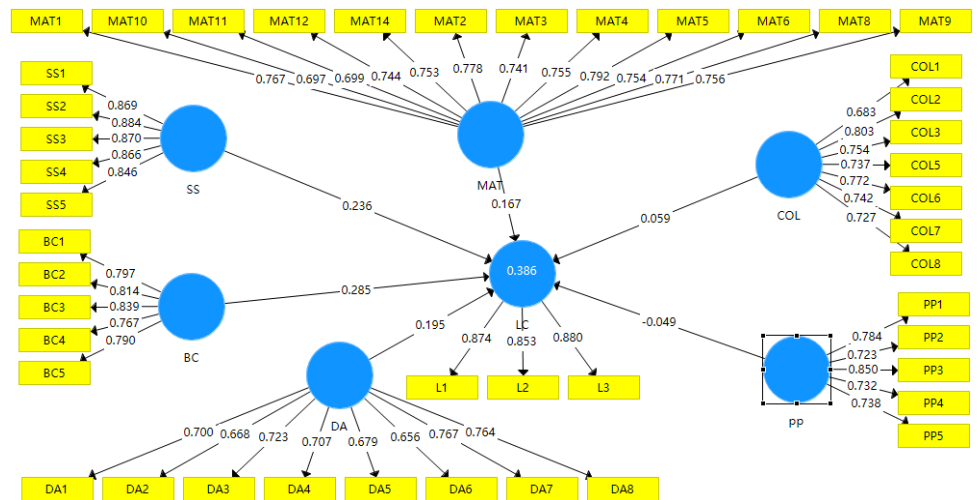 MAT1 MAT10 MAT11 MAT12 MAT14 MAT2 MAT3 MAT4 MAT5 MAT6 MAT8 MAT9
0.767 0.697 0.699 0.744 0.753 0.778 0.741 0.755 0.792 0.754 0.771 0.756
SS1
SS2
SS3
SS4
SS5
0.869
0.884
0.870
0.866
0.846
SS
MAT
COL1
COL2
COL3
COL5
COL6
COL7
COL8
0.683
0.803
0.754
0.737
0.772
0.742
0.727
COL
0.236
0.167
0.059
BC1
BC2
BC3
BC4
BC5
0.797
0.814
0.839
0.767
0.790
BC
0.285
0.386
LC
0.195
-0.049
0.874 0.853 0.880
L1 L2 L3
PP1
PP2
PP3
PP4
PP5
0.784
0.723
0.850
0.732
0.738
PP
DA
0.700 0.668 0.723 0.707 0.679 0.656 0.767 0.764
DA1 DA2 DA3 DA4 DA5 DA6 DA7 DA8